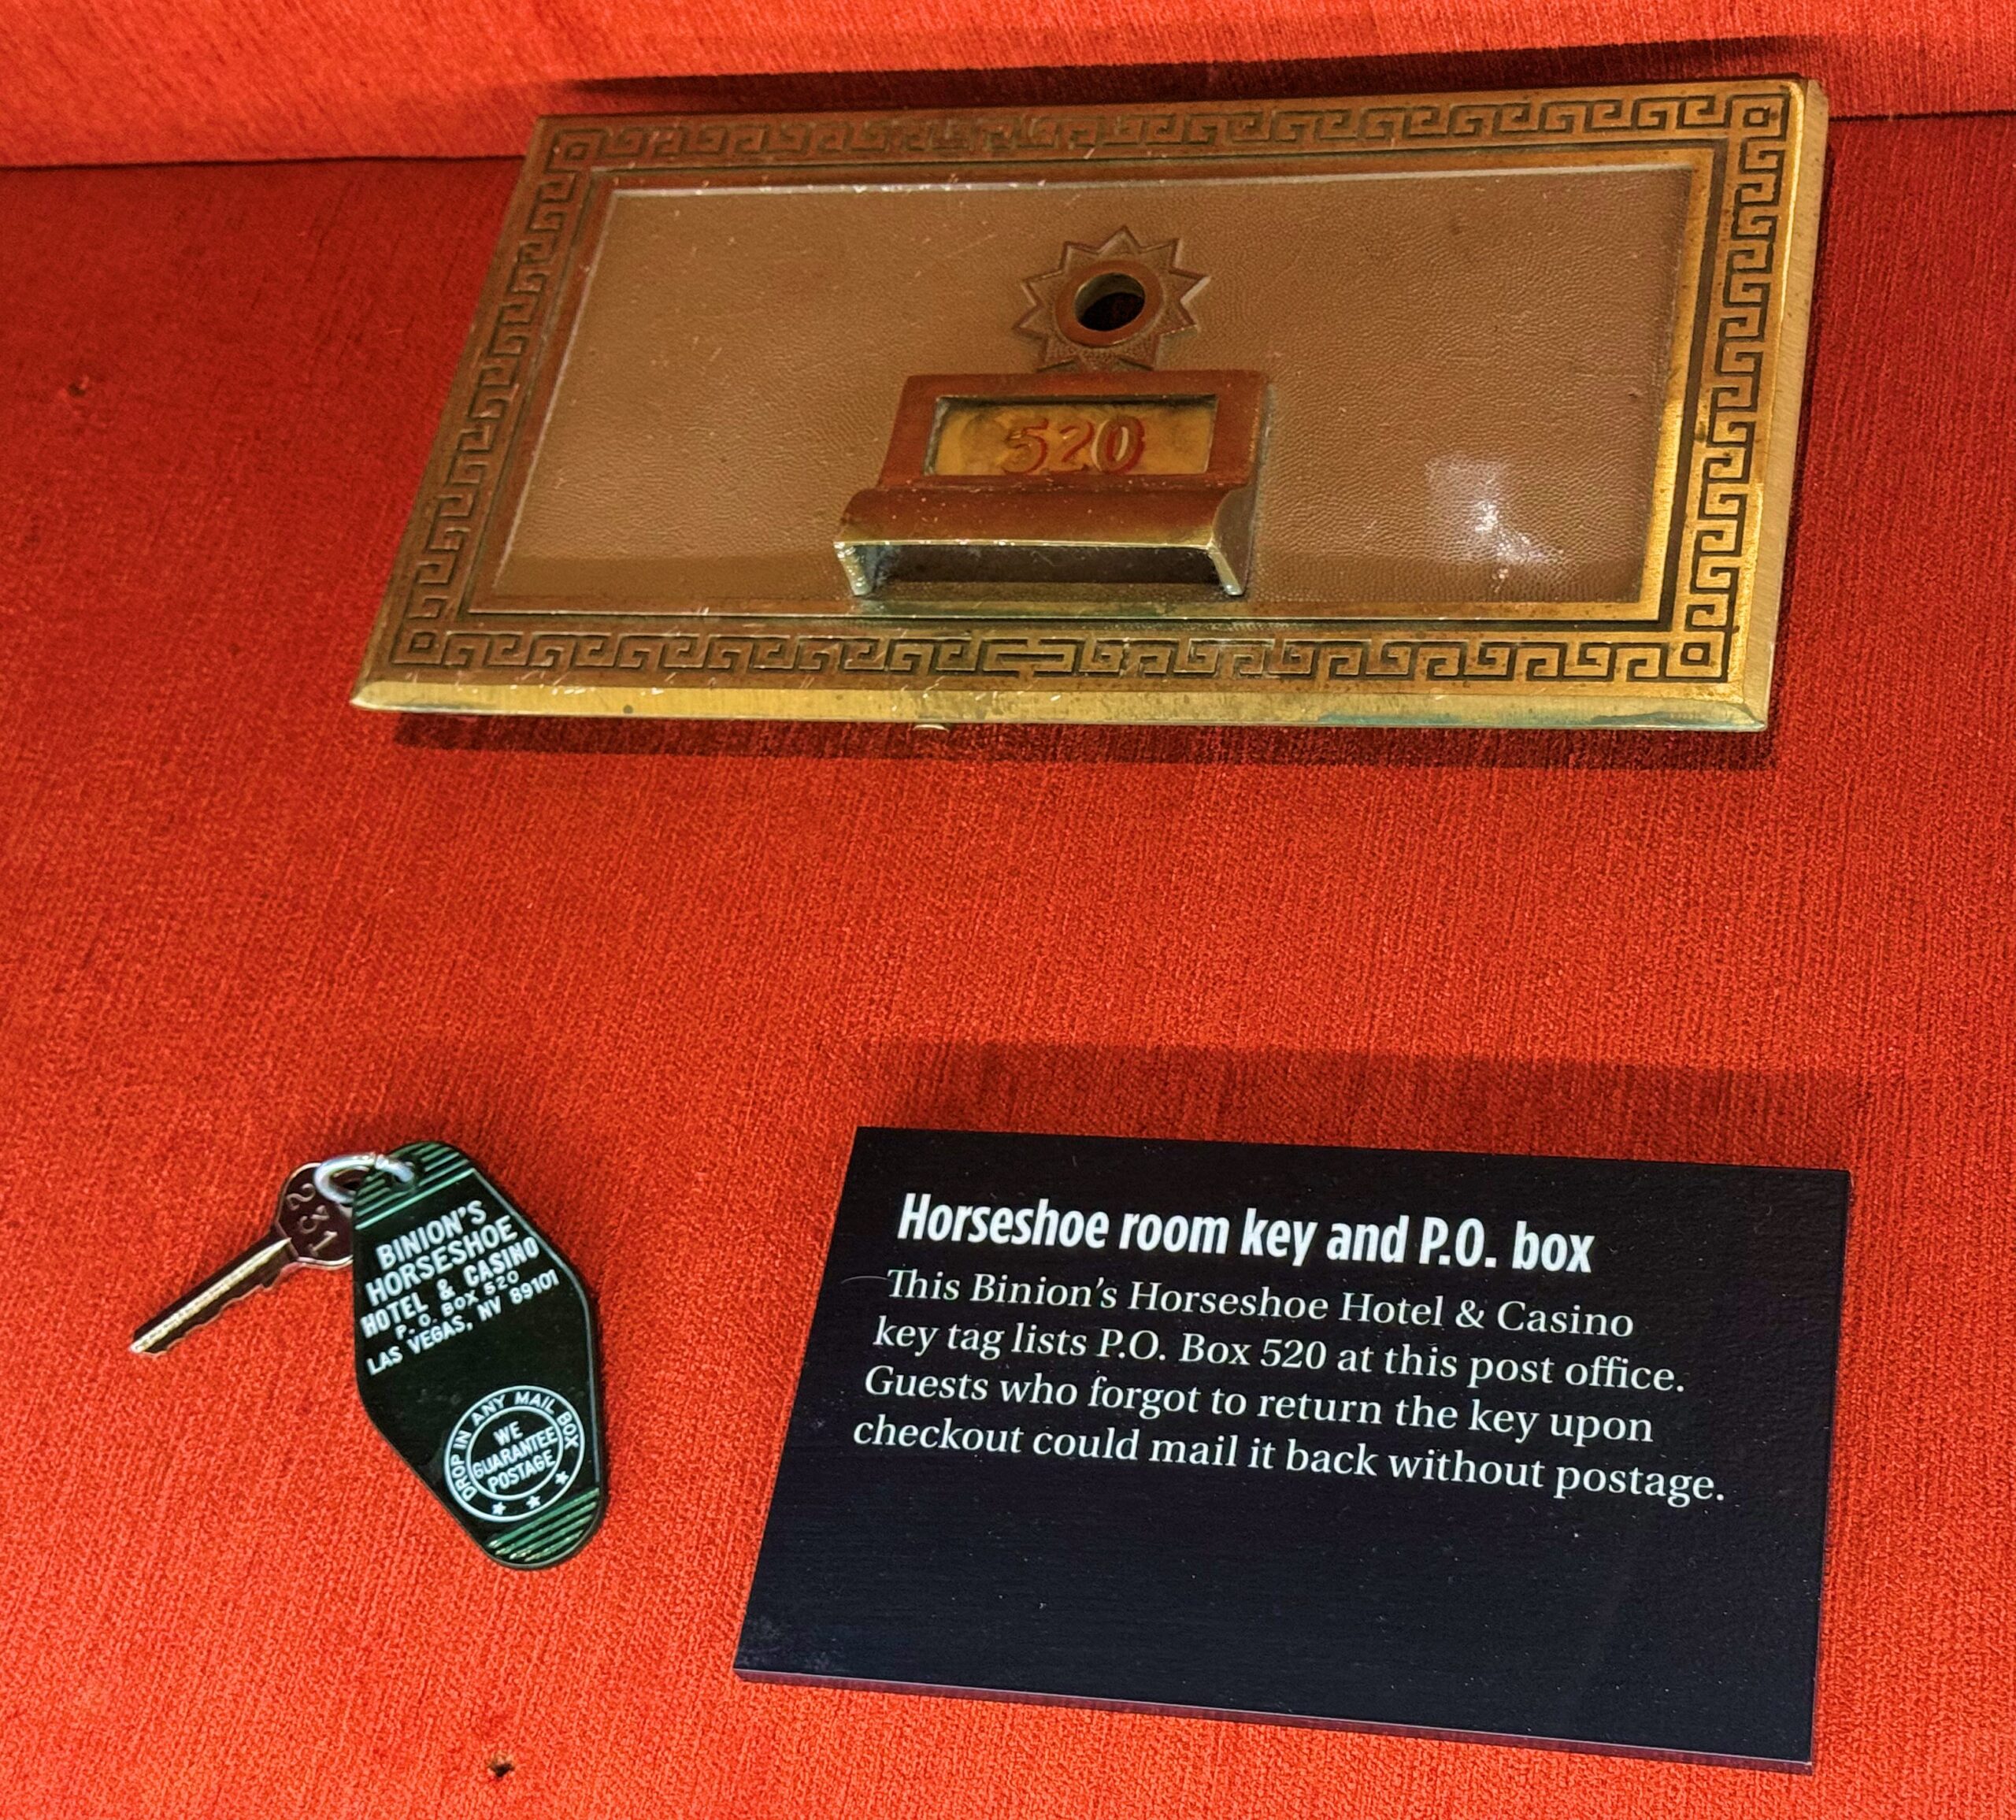 520
231
BINION'S
HORSESHOE
HOTEL & CASINO
P.O. BOX 520
LAS VEGAS, NV 89101
DROP IN ANY MAIL BOX
WE
GUARANTEE
POSTAGE
Horseshoe room key and P.O. box
This Binion's Horseshoe Hotel & Casino
key tag lists P.O. Box 520 at this post office.
Guests who forgot to return the key upon
checkout could mail it back without postage.